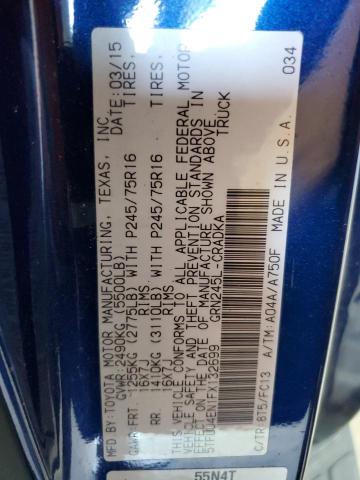 MFD. BY:TOYOTA MOTOR MANUFACTURING, TEXAS, INC.
DATE: 03/15
GVWR: 2490KG (5500LB)
GAWR FRT. 1255KG (2775LB) WITH P245/75R16 TIRES.
16X7J RIMS
RR. 1410KG (3110LB) WITH P245/75R16 TIRES.
16X7J RIMS
THIS VEHICLE CONFORMS TO ALL APPLICABLE FEDERAL MOTOR
VEHICLE SAFETY AND THEFT PREVENTION STANDARDS IN
EFFECT ON THE DATE OF MANUFACTURE SHOWN ABOVE.
5TFUU4EN1FX132699 TRUCK
GRN245L-CRADKA
C/TR:8T5/FC13 A/TM:A04A/A750F MADE IN U.S.A.
034
55N4T